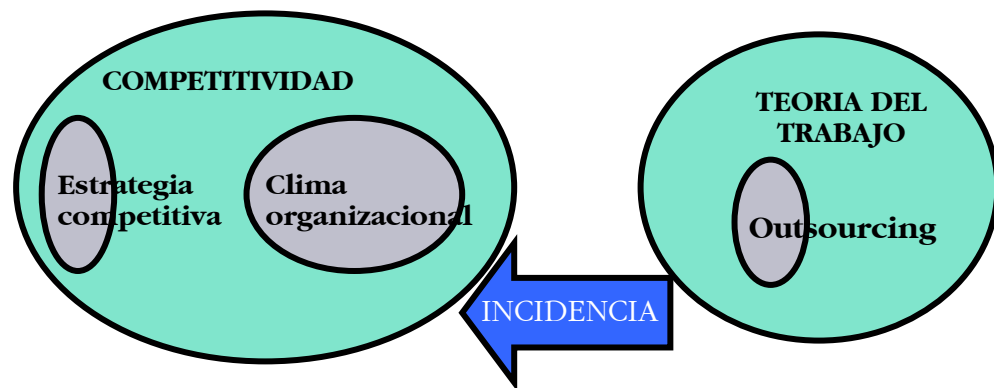 COMPETITIVIDAD
Estrategia
competitiva
Clima
organizacional
TEORIA DEL
TRABAJO
Outsourcing
INCIDENCIA